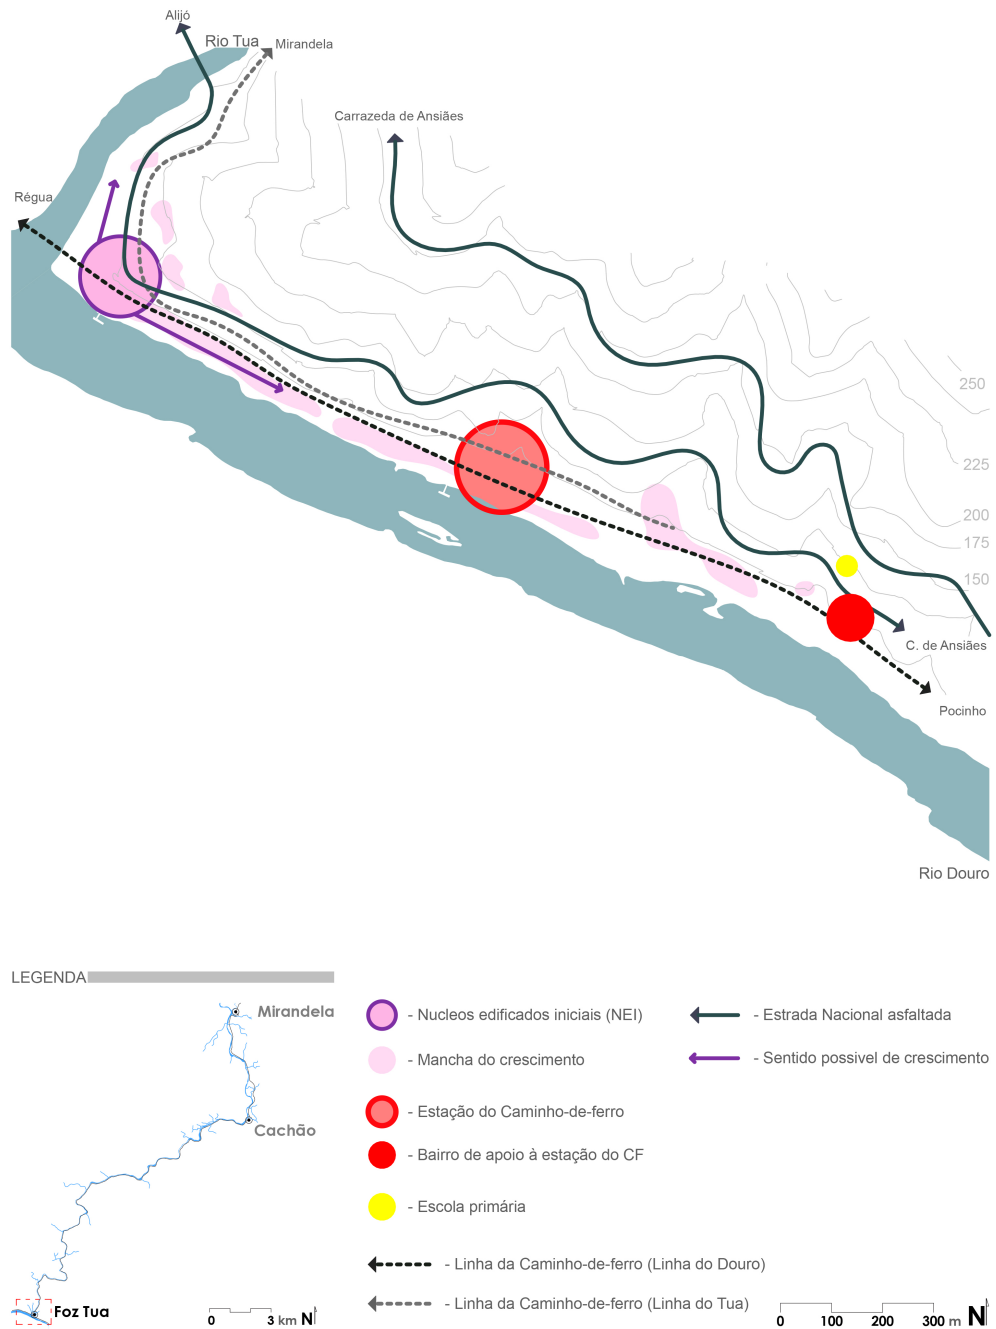 Alijó
Rio Tua
Mirandela
Carrazeda de Ansiães
Régua
250
225
200
175
150
C. de Ansiães
Pocinho
Rio Douro
LEGENDA
Mirandela
Cachão
Foz Tua
0 3 km N
- Nucleos edificados iniciais (NEI)
- Mancha do crescimento
- Estação do Caminho-de-ferro
- Bairro de apoio à estação do CF
- Escola primária
- Linha da Caminho-de-ferro (Linha do Douro)
- Linha da Caminho-de-ferro (Linha do Tua)
- Estrada Nacional asfaltada
- Sentido possivel de crescimento
0 100 200 300 m N